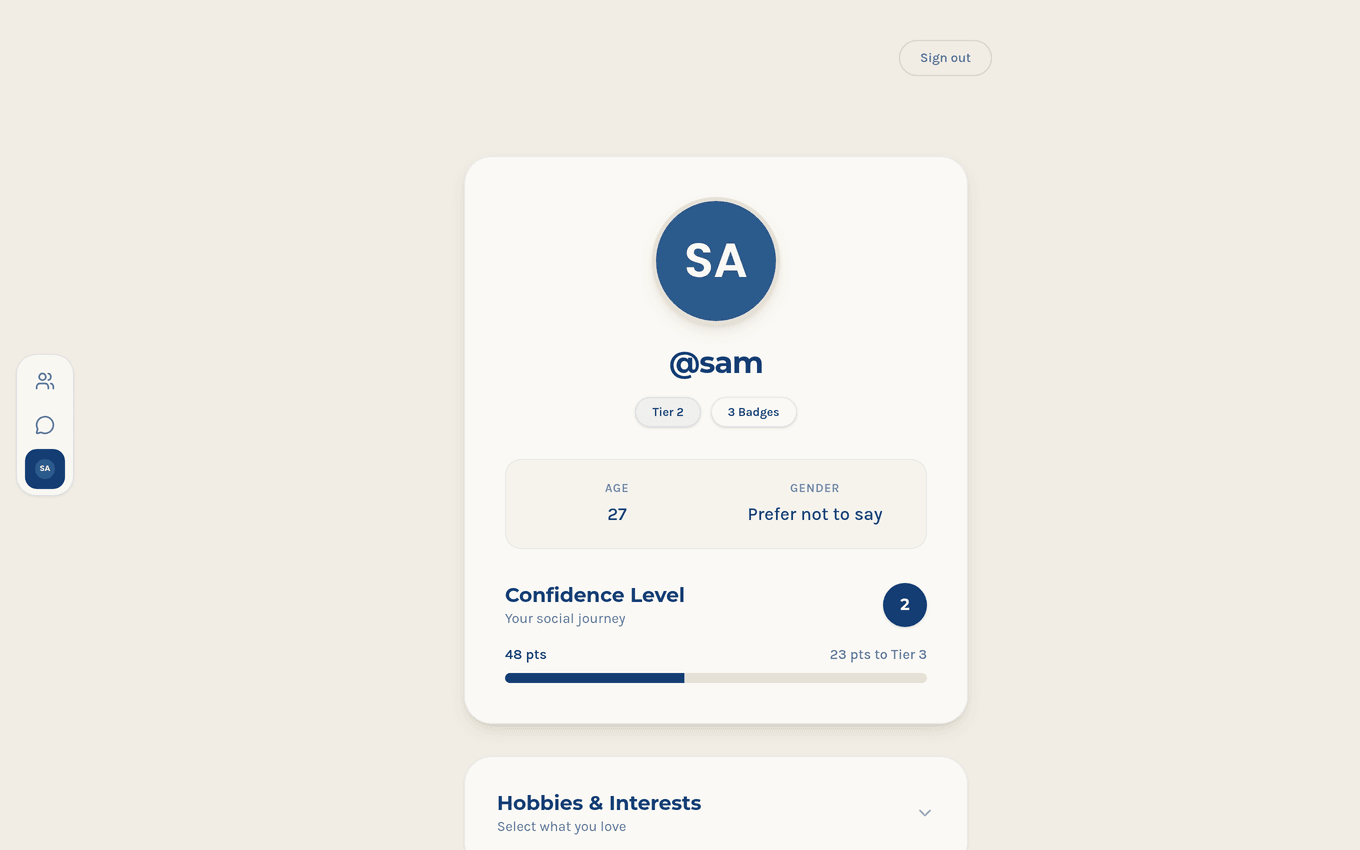 Sign out
SA
@sam
Tier 2
3 Badges
SA
AGE
GENDER
27
Prefer not to say
Confidence Level
2
Your social journey
48 pts
23 pts to Tier 3
Hobbies & Interests
Select what you love